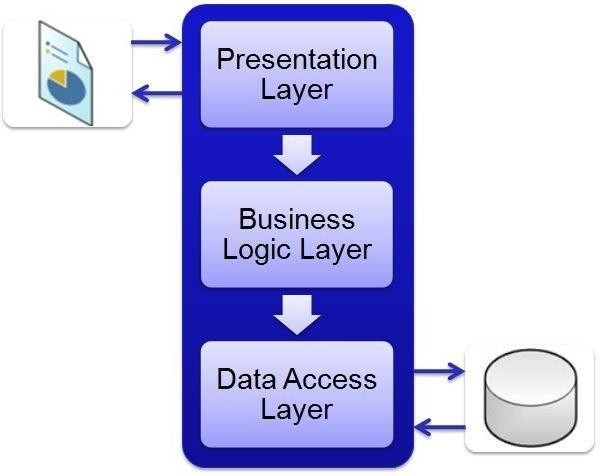 Presentation
Layer
Business
Logic Layer
Data Access
Layer